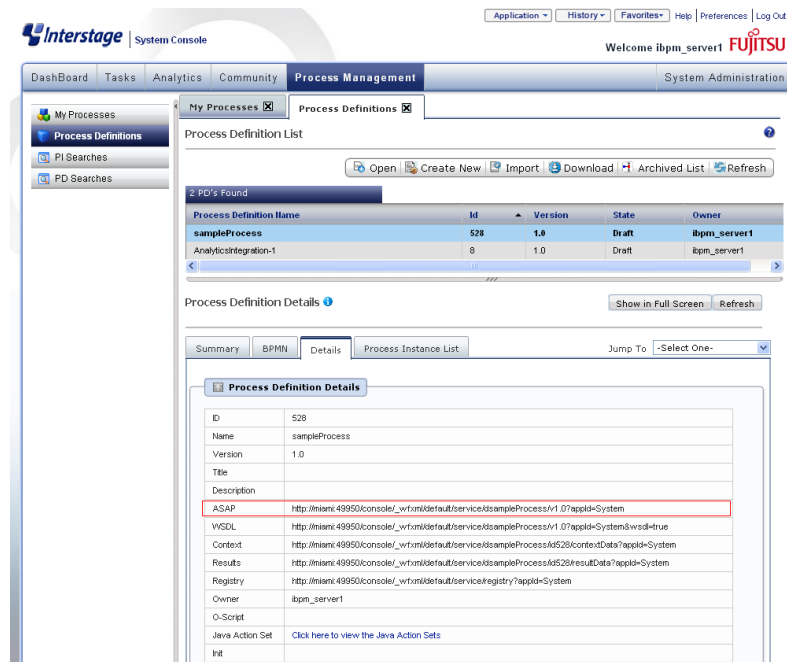 Application History Favorites Help Preferences Log Out
Interstage System Console
Welcome ibpm_server1 FUJITSU
DashBoard Tasks Analytics Community Process Management System Administration
My Processes
Process Definitions
PI Searches
PD Searches
My Processes Process Definitions
Process Definition List
Open Create New Import Download Archived List Refresh
2 PD's Found
Process Definition Name Id Version State Owner
sampleProcess 528 1.0 Draft ibpm_server1
AnalyticsIntegration-1 8 1.0 Draft ibpm_server1
Process Definition Details Show in Full Screen Refresh
Summary BPMN Details Process Instance List Jump To -Select One-
Process Definition Details
ID 528
Name sampleProcess
Version 1.0
Title
Description
ASAP http://miami:49950/console/_wfxml/default/service/dsampleProcess/v1.0?appId=System
WSDL http://miami:49950/console/_wfxml/default/service/dsampleProcess/v1.0?appId=System&wsdl=true
Context http://miami:49950/console/_wfxml/default/service/dsampleProcess/id528/contextData?appId=System
Results http://miami:49950/console/_wfxml/default/service/dsampleProcess/id528/resultData?appId=System
Registry http://miami:49950/console/_wfxml/default/service/registry?appId=System
Owner ibpm_server1
O-Script
Java Action Set Click here to view the Java Action Sets
Init